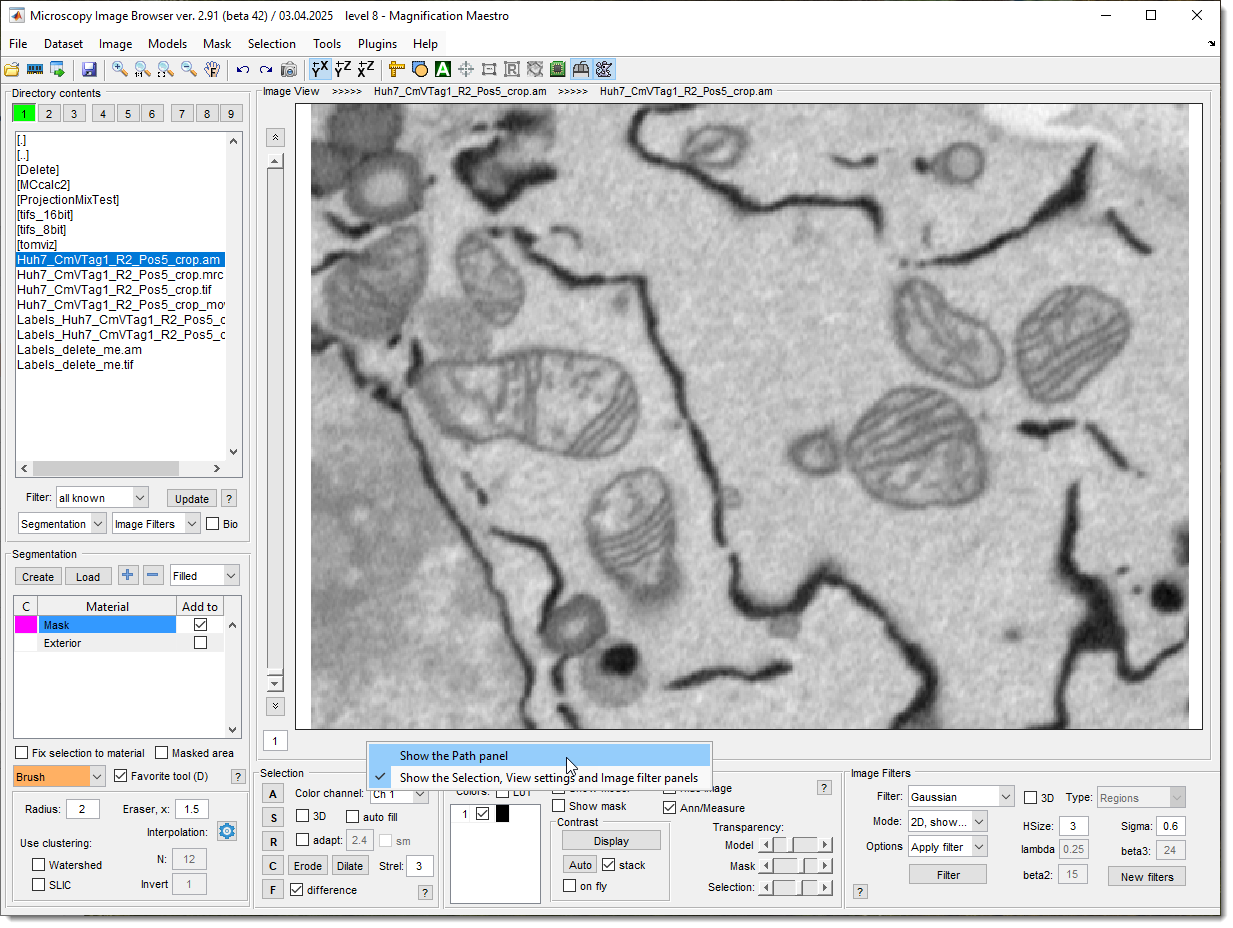 Microscopy Image Browser ver. 2.91 (beta 42) / 03.04.2025 level 8 - Magnification Maestro
File Dataset Image Models Mask Selection Tools Plugins Help
Directory contents
1 2 3 4 5 6 7 8 9
[.]
[..]
[Delete]
[MCcalc2]
[ProjectionMixTest]
[tifs_16bit]
[tifs_8bit]
[tomviz]
Huh7_CmVTag1_R2_Pos5_crop.am
Huh7_CmVTag1_R2_Pos5_crop.mrc
Huh7_CmVTag1_R2_Pos5_crop.tif
Huh7_CmVTag1_R2_Pos5_crop_mo
Labels_Huh7_CmVTag1_R2_Pos5_c
Labels_Huh7_CmVTag1_R2_Pos5_c
Labels_delete_me.am
Labels_delete_me.tif
Filter: all known Update ?
Segmentation Image Filters Bio
Image View >>>>> Huh7_CmVTag1_R2_Pos5_crop.am >>>>> Huh7_CmVTag1_R2_Pos5_crop.am
1
Segmentation
Create Load Filled
C Material Add to
Mask
Exterior
Fix selection to material Masked area
Brush Favorite tool (D) ?
Radius: 2 Eraser, x: 1.5
Interpolation:
Use clustering:
Watershed N: 12
SLIC Invert 1
Show the Path panel
Show the Selection, View settings and Image filter panels
Selection
A Color channel: Ch 1
S 3D auto fill
R adapt: 2.4 sm
C Erode Dilate Strel: 3
F difference ?
Colors: LUT
1
Show model Hide image ?
Show mask Ann/Measure
Contrast
Display
Auto stack
on fly
Transparency:
Model
Mask
Selection:
Image Filters
Filter: Gaussian 3D Type: Regions
Mode: 2D, show... HSize: 3 Sigma: 0.6
Options Apply filter lambda 0.25 beta3: 24
Filter beta2: 15 New filters
?